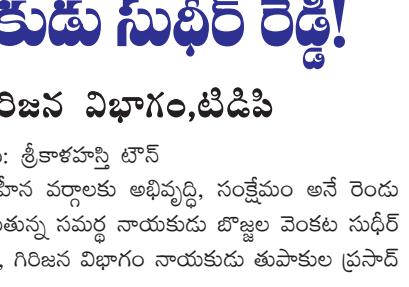 కుడు సుధీర్ రెడ్డి!
రిజన విభాగం,టిడిపి
: శ్రీకాళహస్తి టౌన్
హీన వర్గాలకు అభివృద్ధి, సంక్షేమం అనే రెండు
తున్న సమర్థ నాయకుడు బొజ్జల వెంకట సుధీర్
, గిరిజన విభాగం నాయకుడు తుపాకుల ప్రసాద్